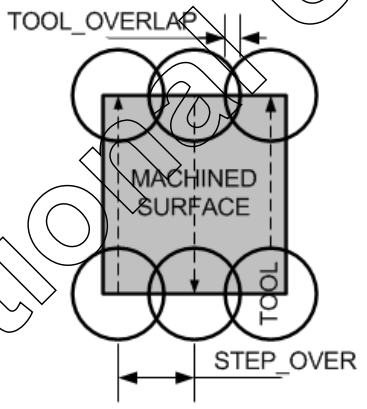 TOOL_OVERLAP
MACHINED
SURFACE
TOOL
STEP_OVER